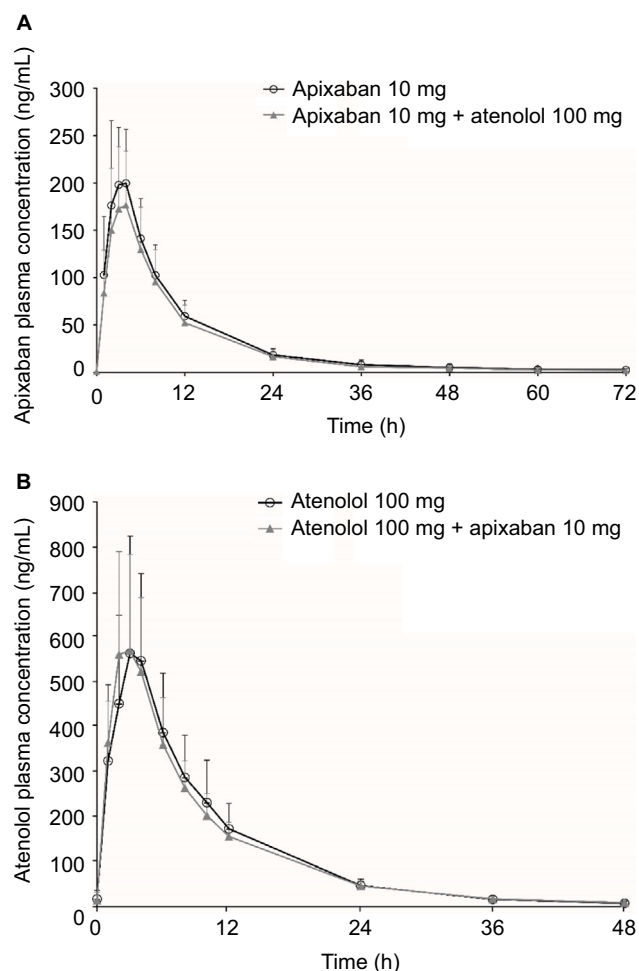 A
Apixaban plasma concentration (ng/mL)
300
250
200
150
100
50
0
Apixaban 10 mg
Apixaban 10 mg + atenolol 100 mg
0 12 24 36 48 60 72
Time (h)
B
Atenolol plasma concentration (ng/mL)
900
800
700
600
500
400
300
200
100
0
Atenolol 100 mg
Atenolol 100 mg + apixaban 10 mg
0 12 24 36 48
Time (h)